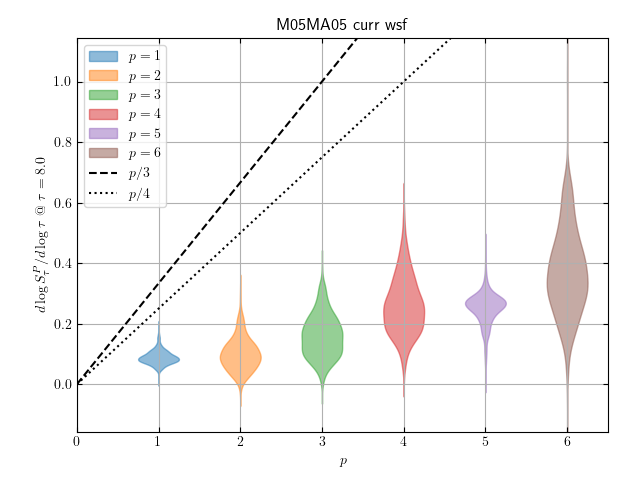 M05MA05 curr wsf
p = 1
p = 2
p = 3
p = 4
p = 5
p = 6
p/3
p/4
d log S_τ^P / d log τ @ τ = 8.0
1.0
0.8
0.6
0.4
0.2
0.0
0 1 2 3 4 5 6
p